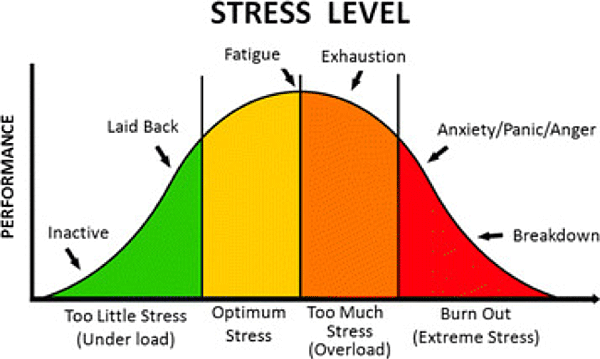 STRESS LEVEL
Fatigue
Exhaustion
Laid Back
Anxiety/Panic/Anger
Inactive
Breakdown
PERFORMANCE
Too Little Stress
(Under load)
Optimum
Stress
Too Much
Stress
(Overload)
Burn Out
(Extreme Stress)